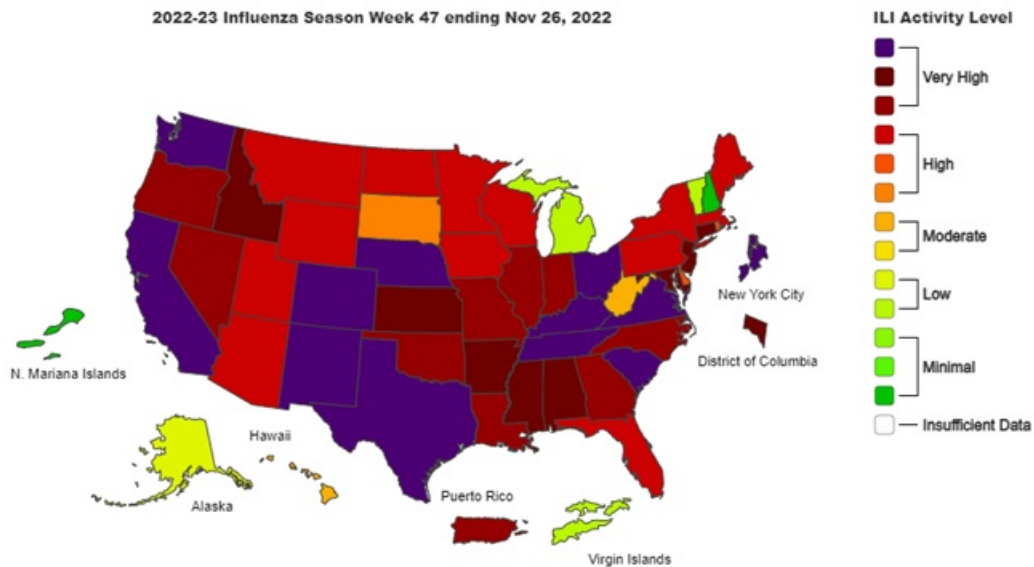 2022-23 Influenza Season Week 47 ending Nov 26, 2022
ILI Activity Level
Very High
High
Moderate
Low
Minimal
Insufficient Data
New York City
District of Columbia
N. Mariana Islands
Hawaii
Alaska
Puerto Rico
Virgin Islands